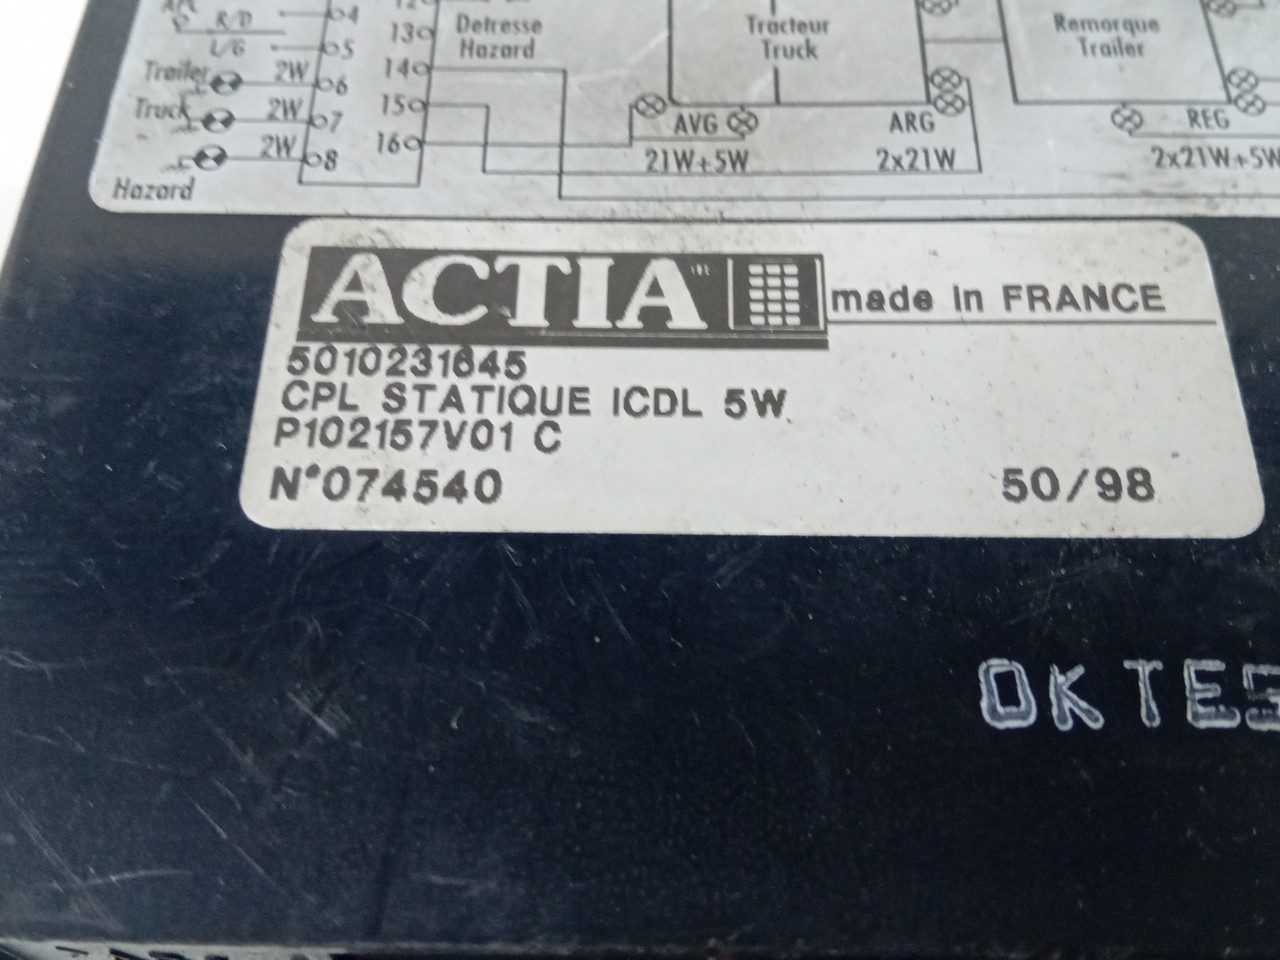 R/D
4
13
Detresse
Tracteur
Remorque
L/G
5
Hazard
Truck
Trailer
Trailer
2W
6
14
Truck
2W
7
15
AVG
ARG
REG
2W
8
16
21W+5W
2x21W
2x21W+5W
Hazard
ACTIA
made in FRANCE
5010231645
CPL STATIQUE ICDL 5W
P102157V01 C
N°074540
50/98
OK TES